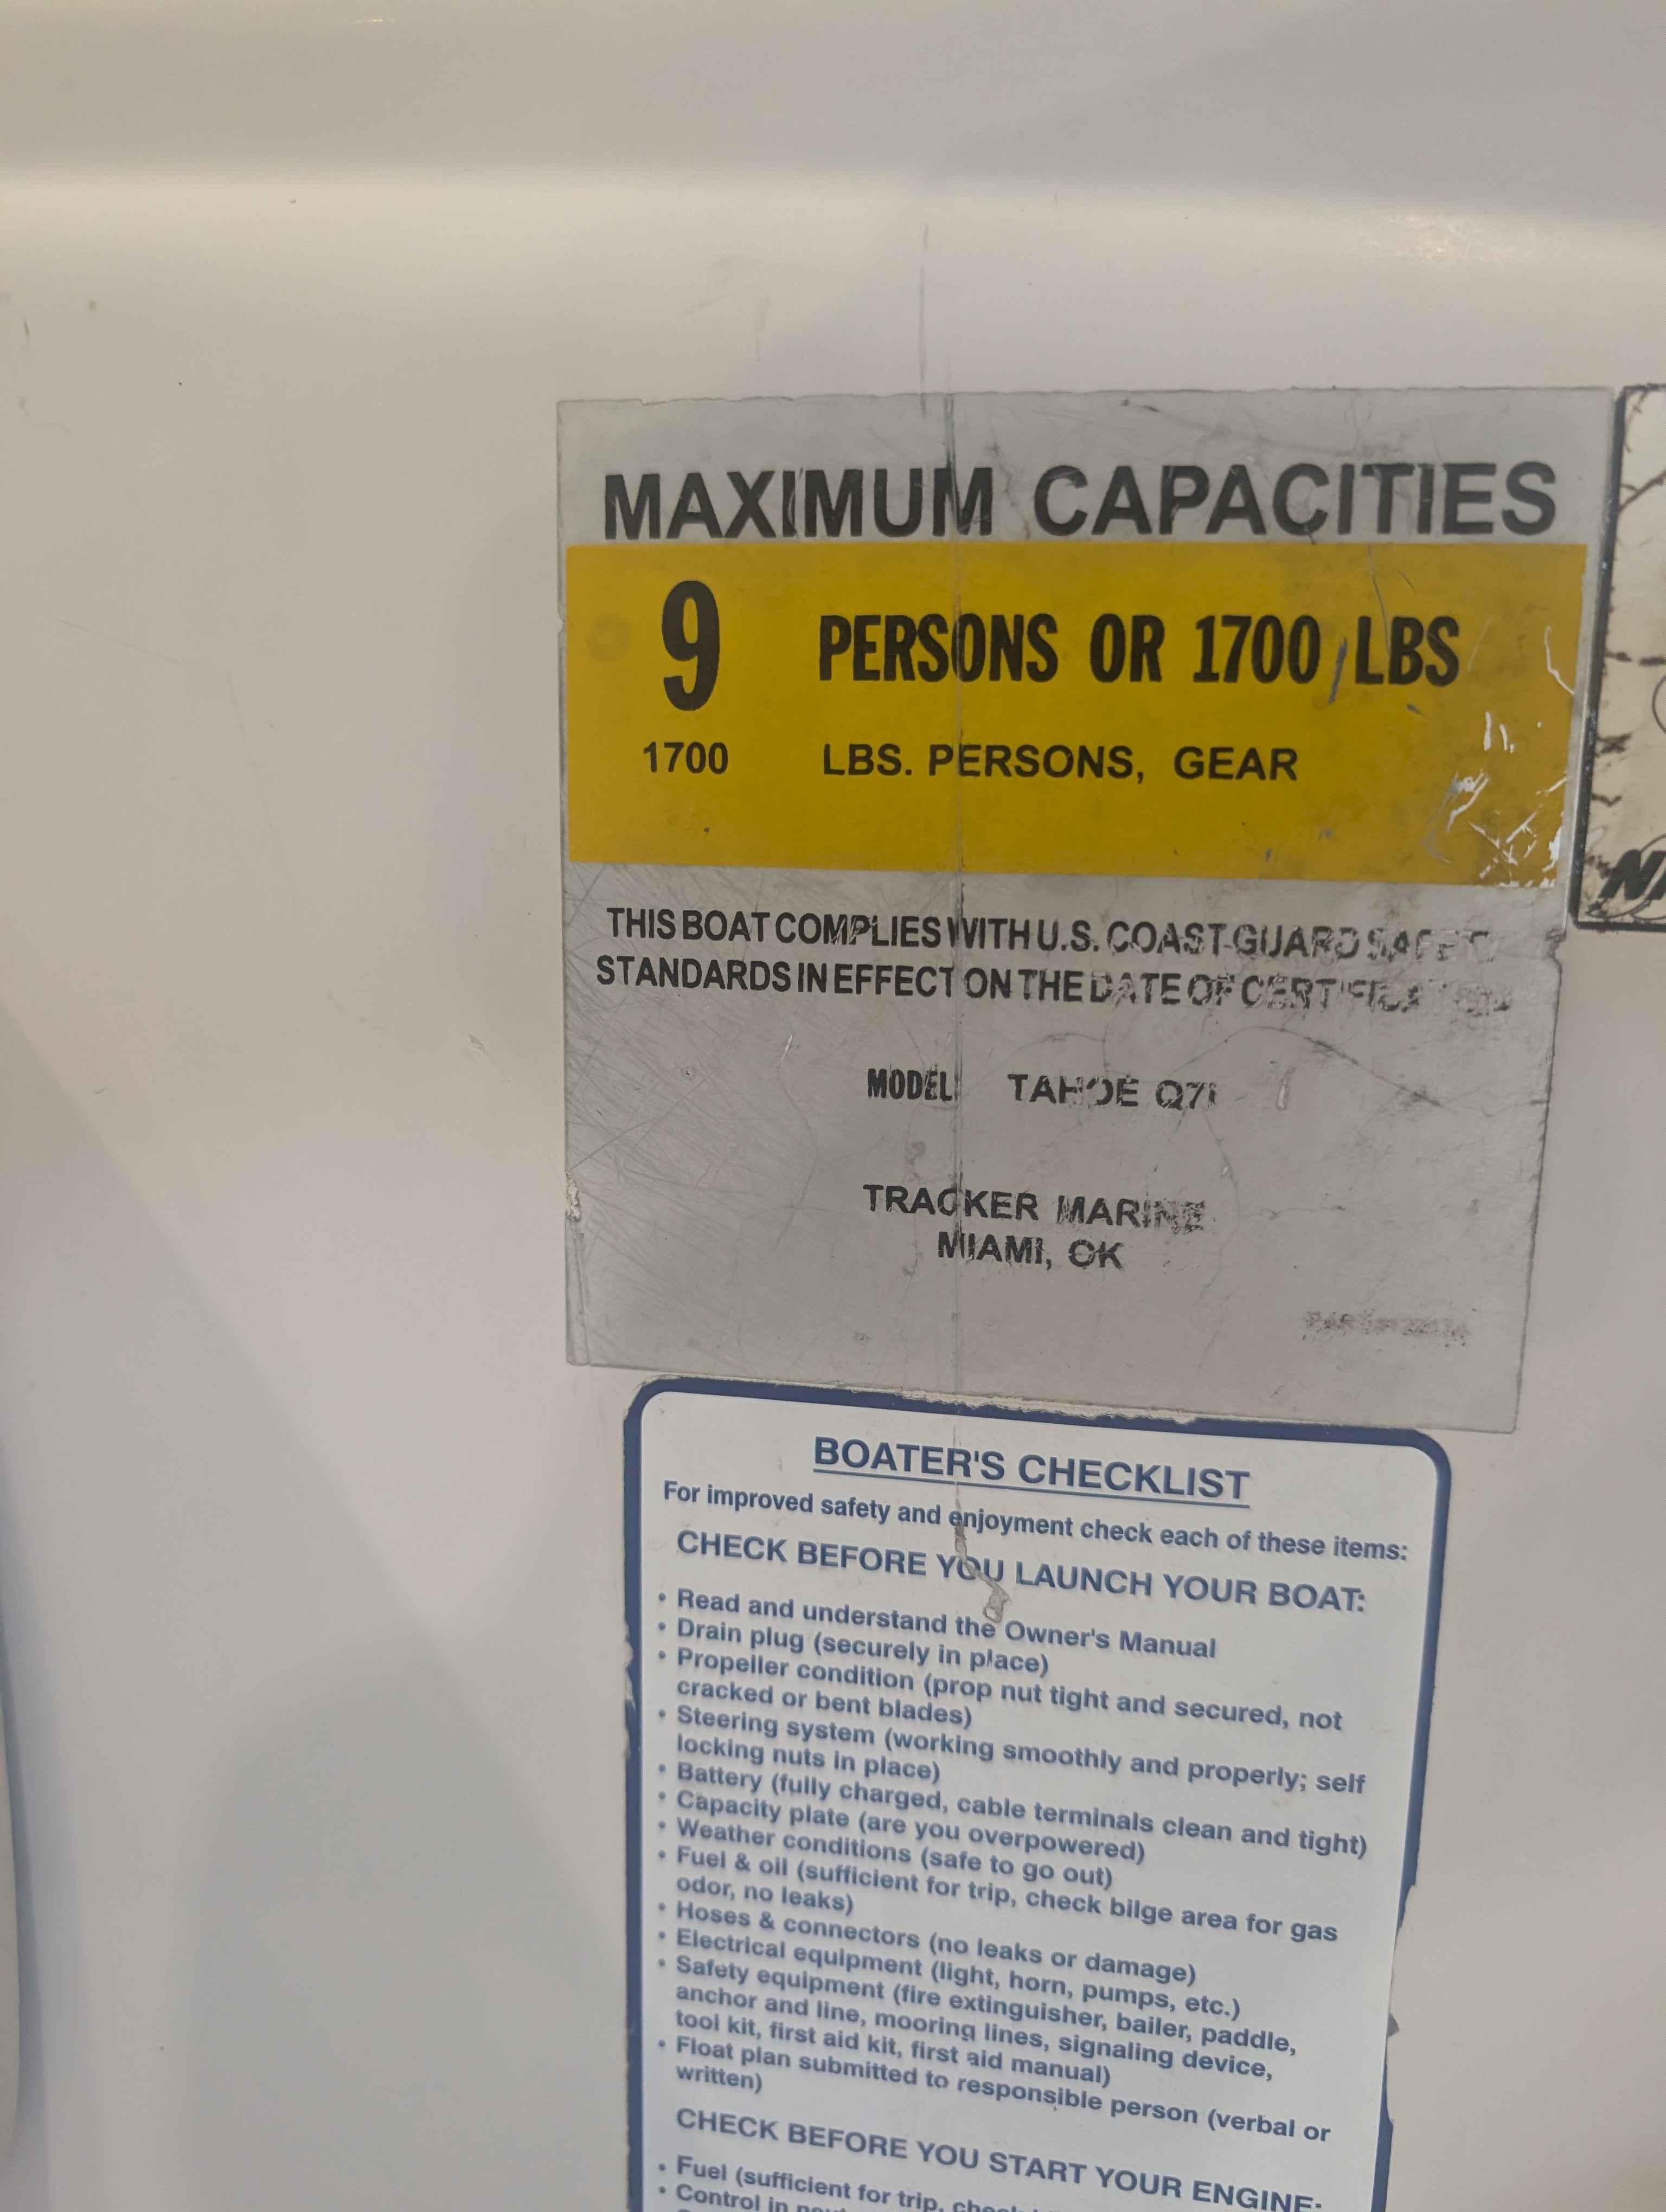 MAXIMUM CAPACITIES
9 PERSONS OR 1700 LBS
1700 LBS. PERSONS, GEAR
THIS BOAT COMPLIES WITH U.S. COAST GUARD SAFETY
STANDARDS IN EFFECT ON THE DATE OF CERTIFICATION
MODEL TAHOE Q7I
TRACKER MARINE
MIAMI, OK
BOATER'S CHECKLIST
For improved safety and enjoyment check each of these items:
CHECK BEFORE YOU LAUNCH YOUR BOAT:
• Read and understand the Owner's Manual
• Drain plug (securely in place)
• Propeller condition (prop nut tight and secured, not
cracked or bent blades)
• Steering system (working smoothly and properly; self
locking nuts in place)
• Battery (fully charged, cable terminals clean and tight)
• Capacity plate (are you overpowered)
• Weather conditions (safe to go out)
• Fuel & oil (sufficient for trip, check bilge area for gas
odor, no leaks)
• Hoses & connectors (no leaks or damage)
• Electrical equipment (light, horn, pumps, etc.)
• Safety equipment (fire extinguisher, bailer, paddle,
anchor and line, mooring lines, signaling device,
tool kit, first aid kit, first aid manual)
• Float plan submitted to responsible person (verbal or
written)
CHECK BEFORE YOU START YOUR ENGINE:
• Fuel (sufficient for trip, check
• Control in